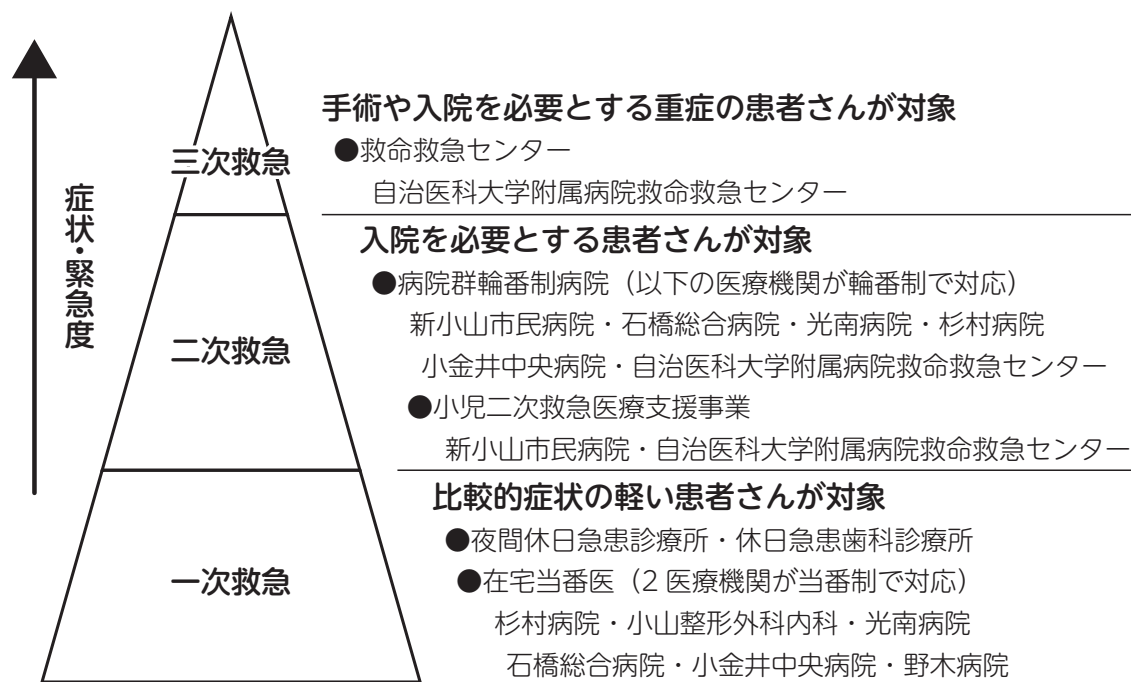 症状・緊急度
三次救急
手術や入院を必要とする重症の患者さんが対象
●救命救急センター
自治医科大学附属病院救命救急センター
二次救急
入院を必要とする患者さんが対象
●病院群輪番制病院（以下の医療機関が輪番制で対応）
新小山市民病院・石橋総合病院・光南病院・杉村病院
小金井中央病院・自治医科大学附属病院救命救急センター
●小児二次救急医療支援事業
新小山市民病院・自治医科大学附属病院救命救急センター
一次救急
比較的症状の軽い患者さんが対象
●夜間休日急患診療所・休日急患歯科診療所
●在宅当番医（2 医療機関が当番制で対応）
杉村病院・小山整形外科内科・光南病院
石橋総合病院・小金井中央病院・野木病院